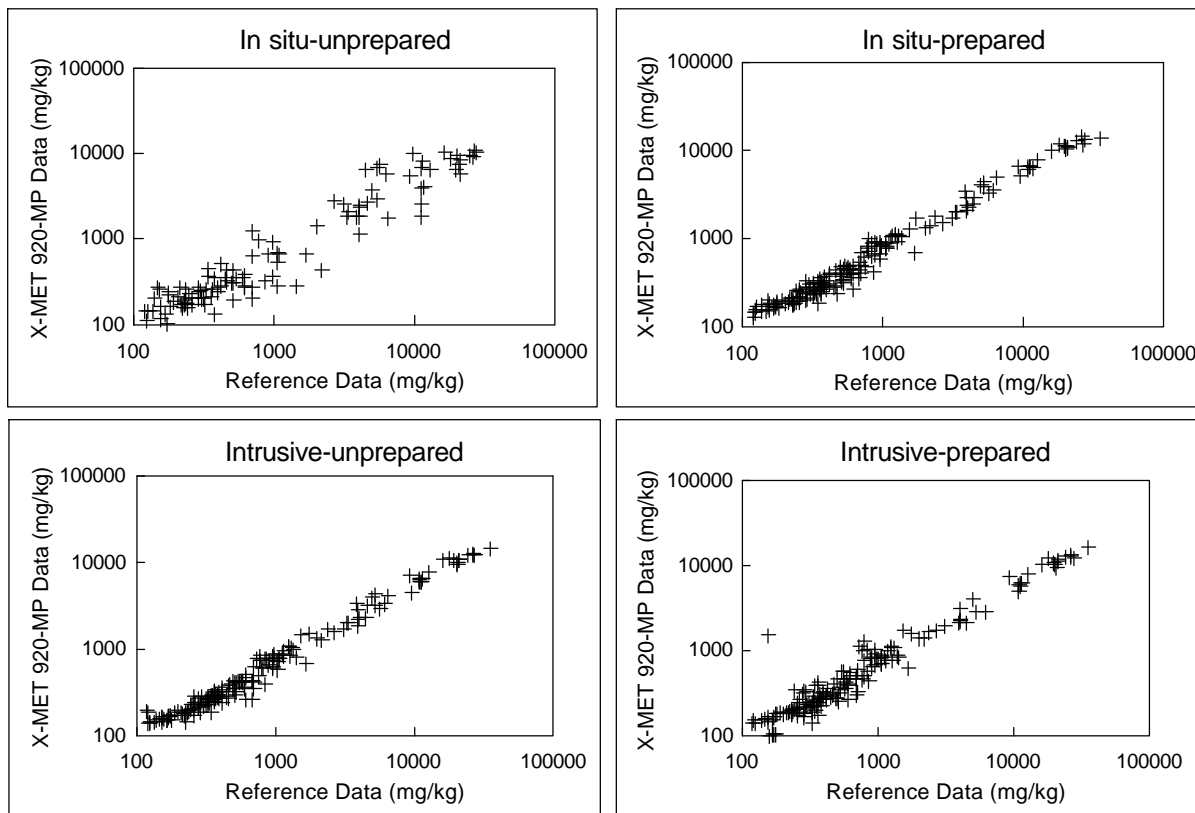 In situ-unprepared
X-MET 920-MP Data (mg/kg)
100000
10000
1000
100
100 1000 10000 100000
Reference Data (mg/kg)
In situ-prepared
X-MET 920-MP Data (mg/kg)
100000
10000
1000
100
100 1000 10000 100000
Reference Data (mg/kg)
Intrusive-unprepared
X-MET 920-MP Data (mg/kg)
100000
10000
1000
100
100 1000 10000 100000
Reference Data (mg/kg)
Intrusive-prepared
X-MET 920-MP Data (mg/kg)
100000
10000
1000
100
100 1000 10000 100000
Reference Data (mg/kg)